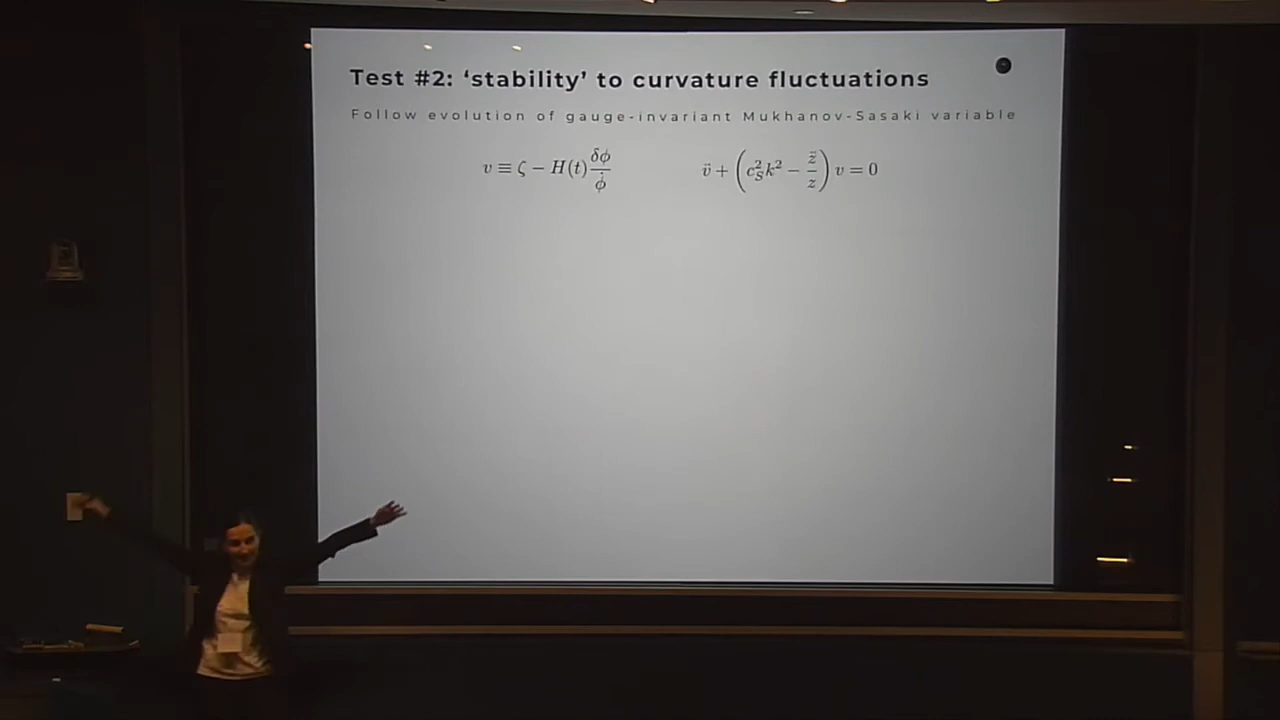 Test #2: ‘stability’ to curvature fluctuations
Follow evolution of gauge-invariant Mukhanov-Sasaki variable
v ≡ ζ − H(t) δϕ/ϕ̇    v̈ + (c_S^2 k^2 − z̈/z) v = 0